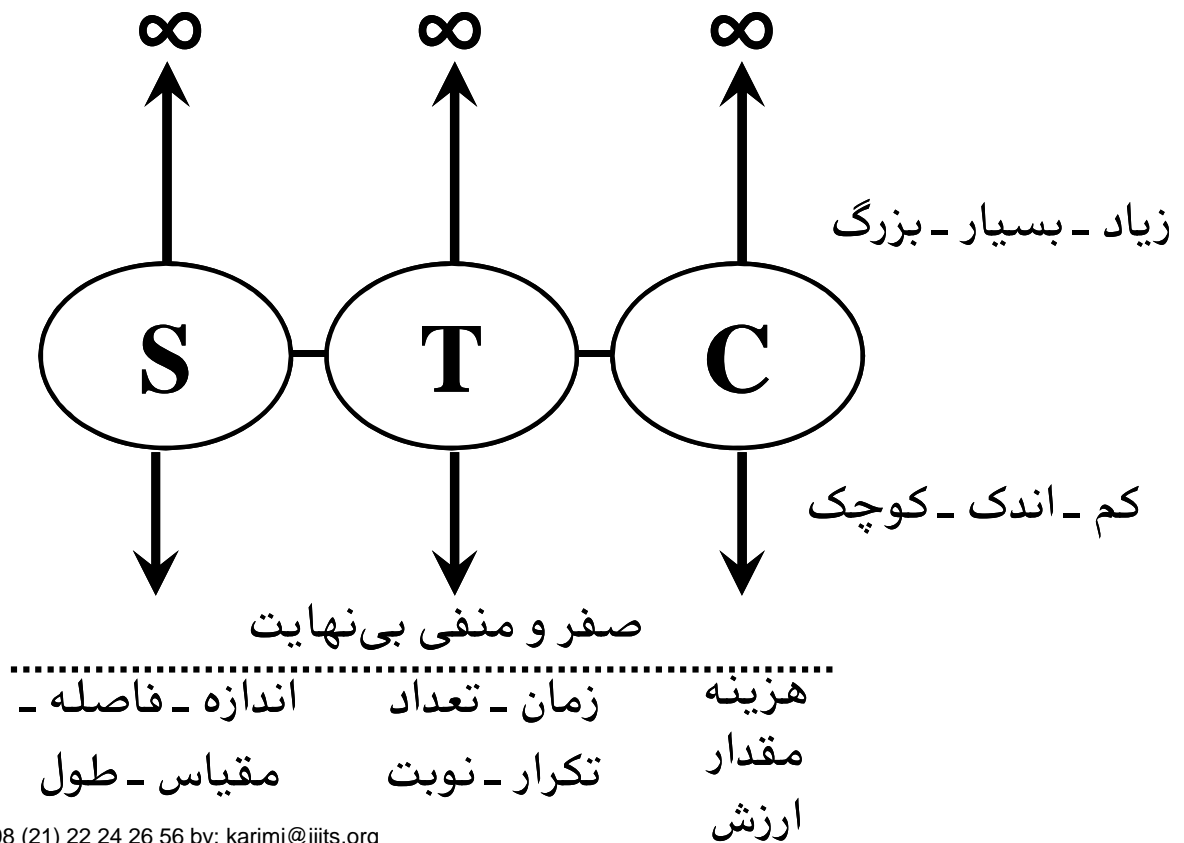 ∞ ∞ ∞
زیاد ـ بسیار ـ بزرگ
S T C
کم ـ اندک ـ کوچک
صفر و منفی بی‌نهایت
اندازه ـ فاصله ـ
مقیاس ـ طول
زمان ـ تعداد
تکرار ـ نوبت
هزینه
مقدار
ارزش
98 (21) 22 24 26 56 by: karimi@iiits.org